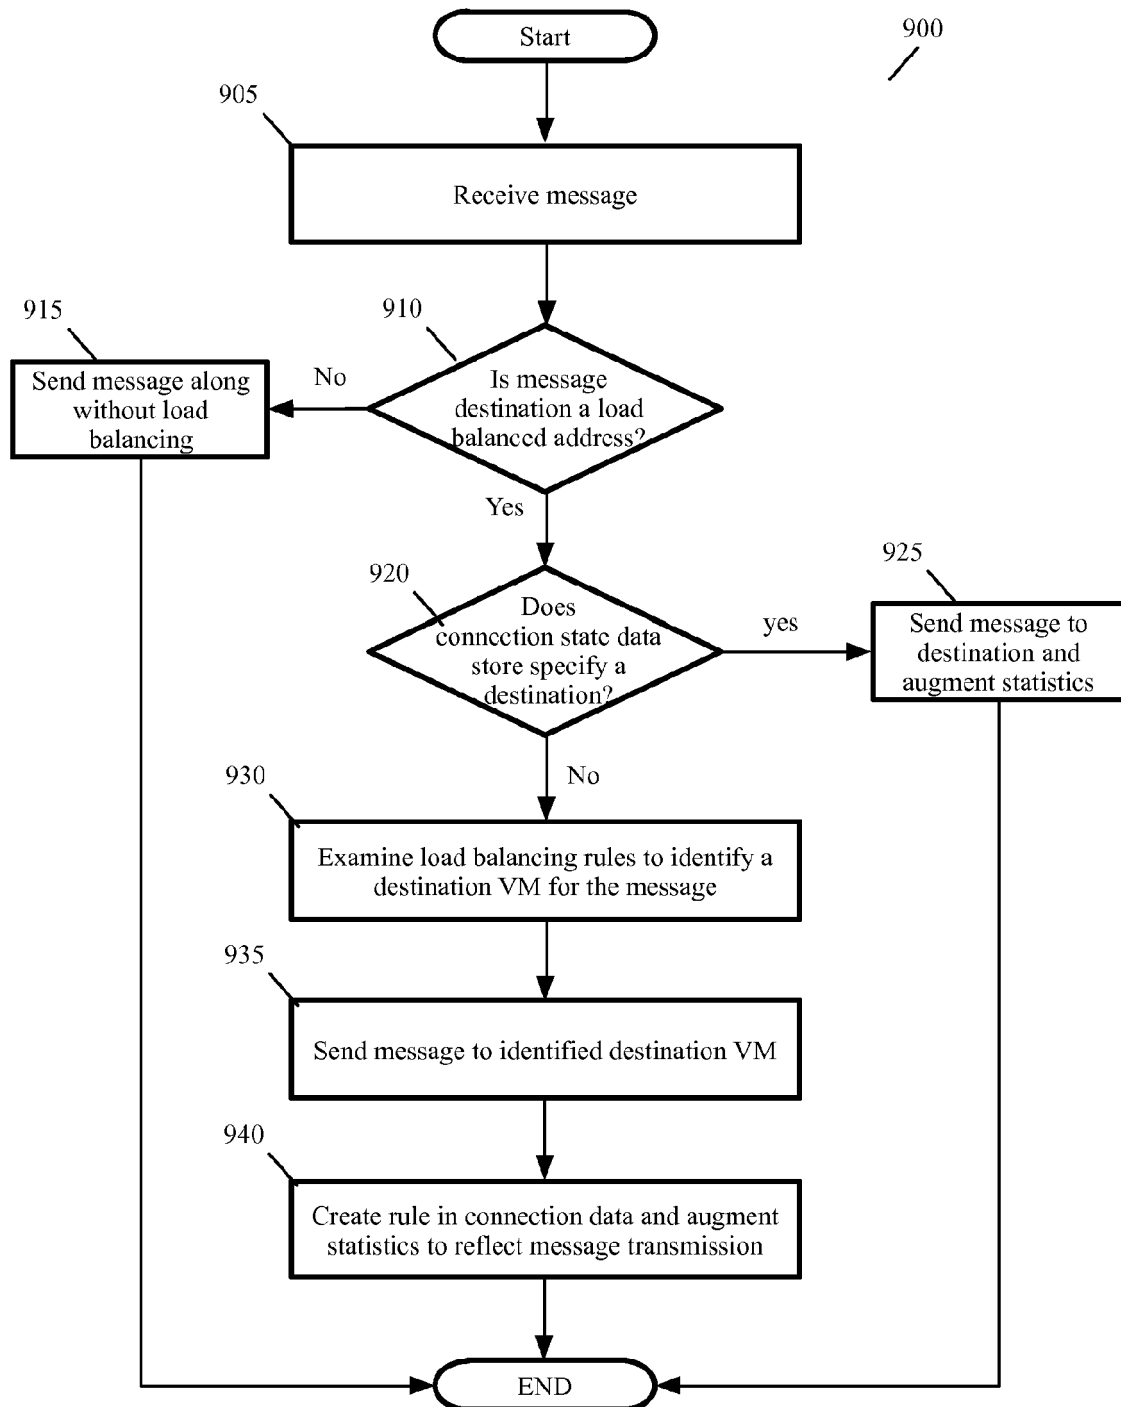 Start
900
905
Receive message
910
915
Is message
destination a load
balanced address?
No
Send message along
without load
balancing
Yes
920
Does
connection state data
store specify a
destination?
yes
925
Send message to
destination and
augment statistics
No
930
Examine load balancing rules to identify a
destination VM for the message
935
Send message to identified destination VM
940
Create rule in connection data and augment
statistics to reflect message transmission
END